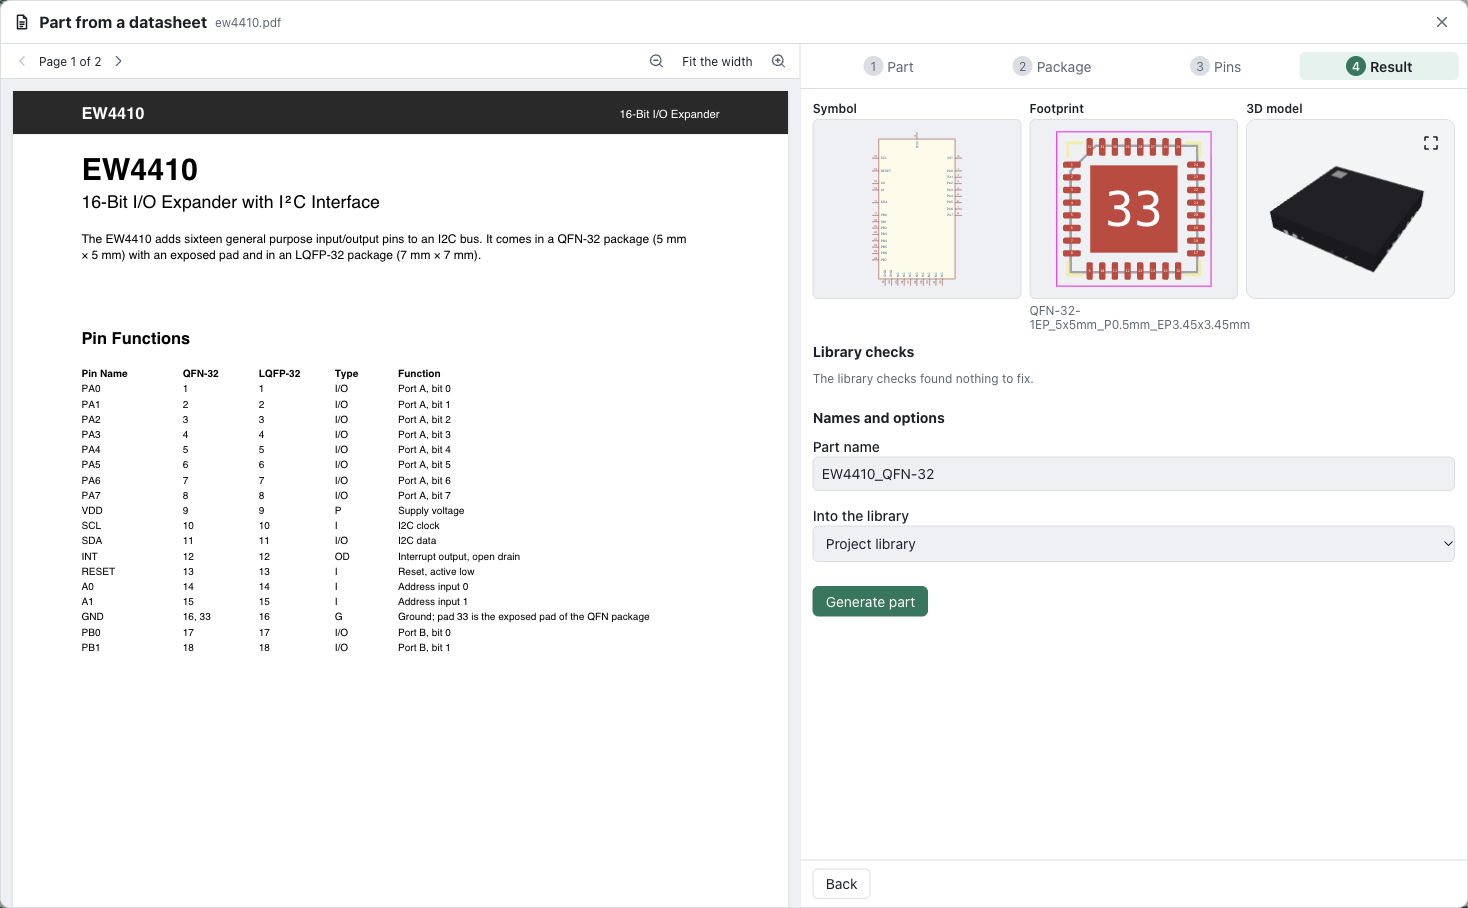 Part from a datasheet ew4410.pdf
Page 1 of 2 Fit the width
1 Part 2 Package 3 Pins 4 Result
EW4410 16-Bit I/O Expander
EW4410
16-Bit I/O Expander with I²C Interface
The EW4410 adds sixteen general purpose input/output pins to an I2C bus. It comes in a QFN-32 package (5 mm
× 5 mm) with an exposed pad and in an LQFP-32 package (7 mm × 7 mm).
Pin Functions
Pin Name QFN-32 LQFP-32 Type Function
PA0 1 1 I/O Port A, bit 0
PA1 2 2 I/O Port A, bit 1
PA2 3 3 I/O Port A, bit 2
PA3 4 4 I/O Port A, bit 3
PA4 5 5 I/O Port A, bit 4
PA5 6 6 I/O Port A, bit 5
PA6 7 7 I/O Port A, bit 6
PA7 8 8 I/O Port A, bit 7
VDD 9 9 P Supply voltage
SCL 10 10 I I2C clock
SDA 11 11 I/O I2C data
INT 12 12 OD Interrupt output, open drain
RESET 13 13 I Reset, active low
A0 14 14 I Address input 0
A1 15 15 I Address input 1
GND 16, 33 16 G Ground; pad 33 is the exposed pad of the QFN package
PB0 17 17 I/O Port B, bit 0
PB1 18 18 I/O Port B, bit 1
Symbol Footprint 3D model
33
QFN-32-
1EP_5x5mm_P0.5mm_EP3.45x3.45mm
Library checks
The library checks found nothing to fix.
Names and options
Part name
EW4410_QFN-32
Into the library
Project library
Generate part
Back